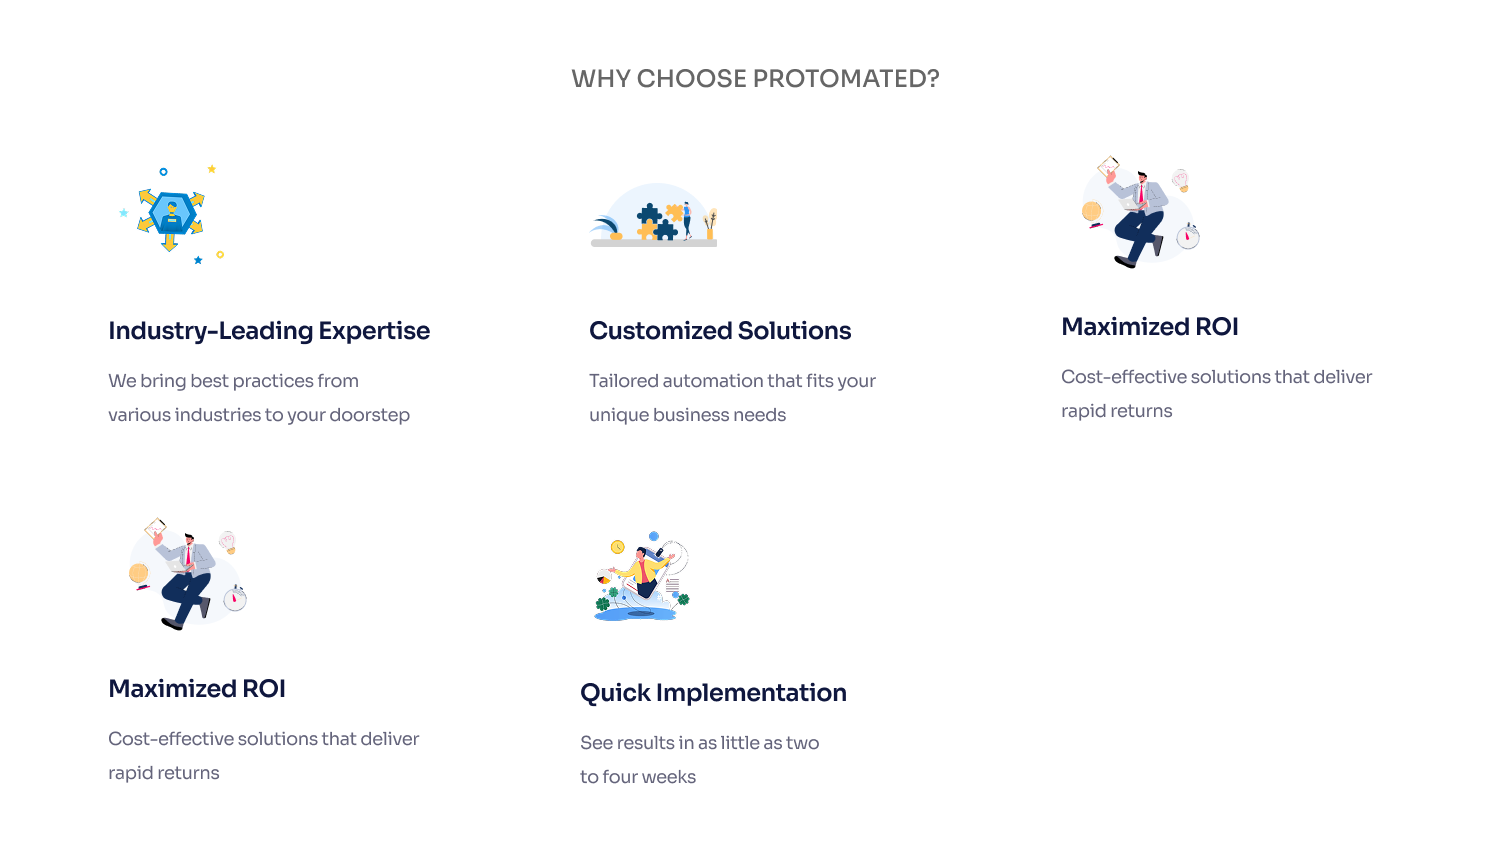 WHY CHOOSE PROTOMATED?
Industry-Leading Expertise
We bring best practices from
various industries to your doorstep
Customized Solutions
Tailored automation that fits your
unique business needs
Maximized ROI
Cost-effective solutions that deliver
rapid returns
Maximized ROI
Cost-effective solutions that deliver
rapid returns
Quick Implementation
See results in as little as two
to four weeks